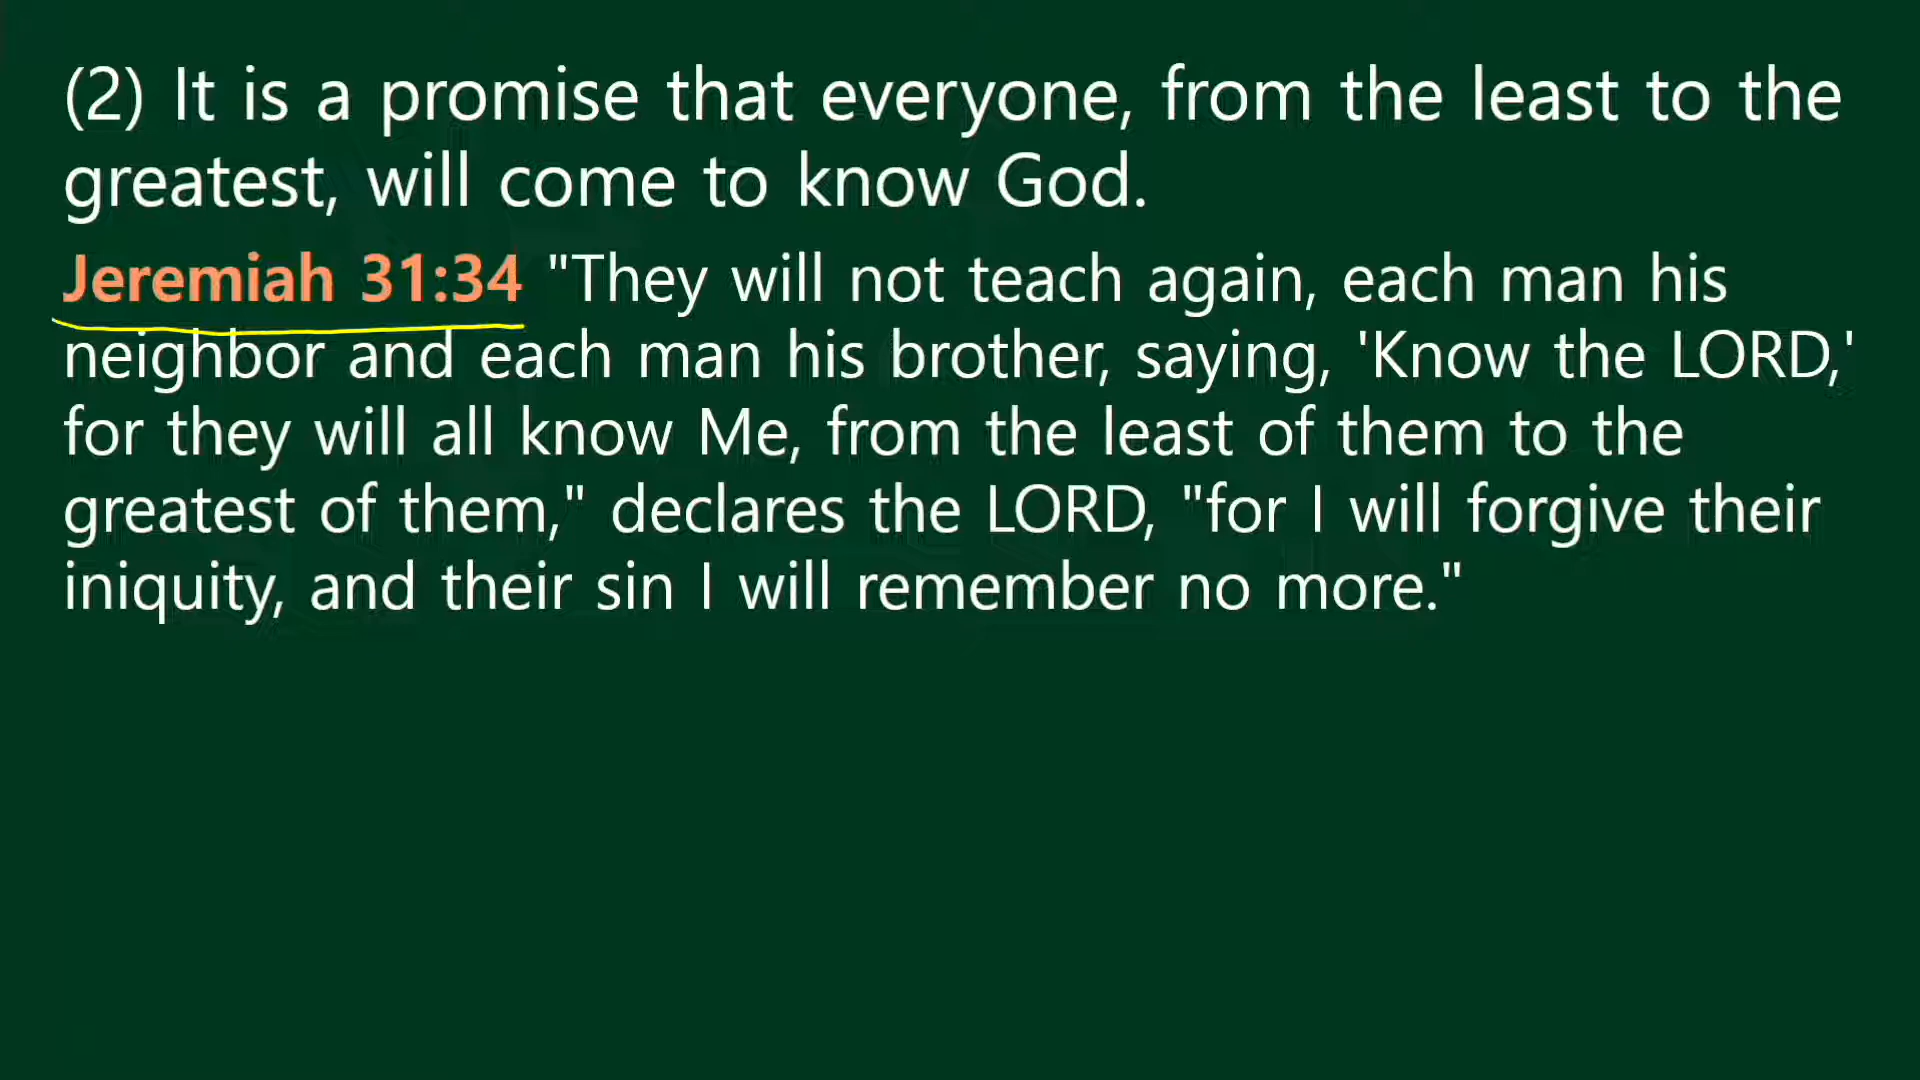 (2) It is a promise that everyone, from the least to the
greatest, will come to know God.
Jeremiah 31:34 "They will not teach again, each man his
neighbor and each man his brother, saying, 'Know the LORD,'
for they will all know Me, from the least of them to the
greatest of them," declares the LORD, "for I will forgive their
iniquity, and their sin I will remember no more."